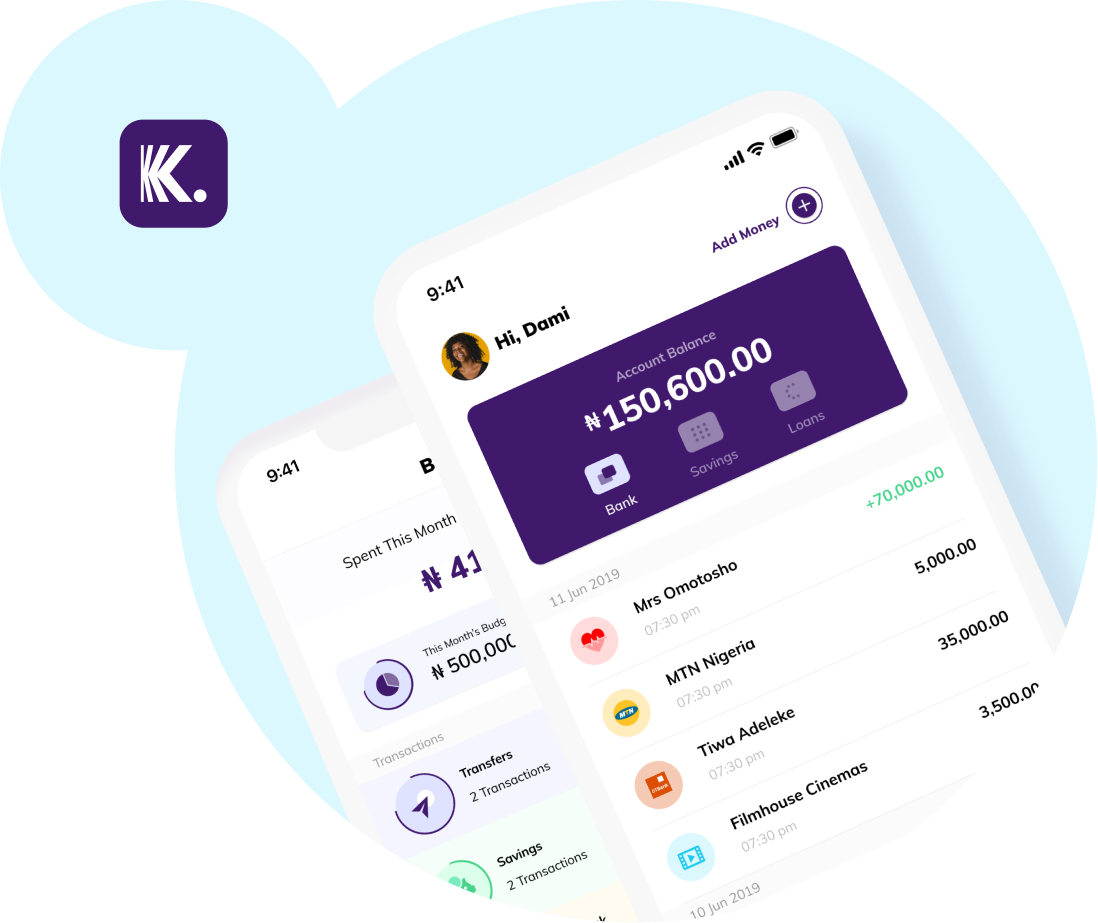 K.
9:41
Add Money
Hi, Dami
Account Balance
₦150,600.00
Bank
Savings
Loans
11 Jun 2019
Mrs Omotosho
07:30 pm
+70,000.00
MTN Nigeria
07:30 pm
5,000.00
MTN
Tiwa Adeleke
07:30 pm
35,000.00
GTBank
Filmhouse Cinemas
07:30 pm
3,500.00
10 Jun 2019
9:41
B
Spent This Month
₦ 41
This Month's Budg
₦ 500,000
Transactions
Transfers
2 Transactions
Savings
2 Transactions
k